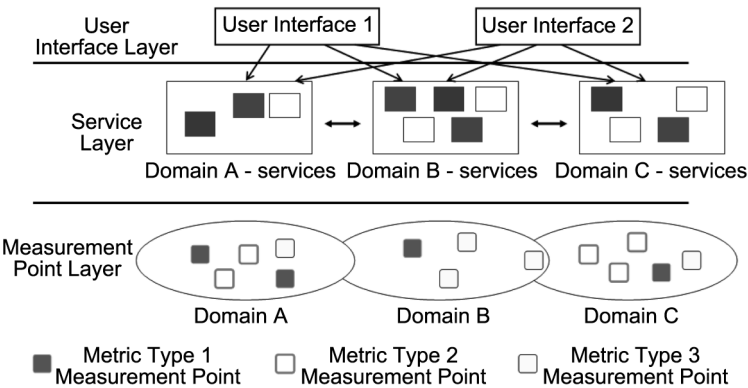 User
Interface Layer
User Interface 1
User Interface 2
Service
Layer
Domain A - services
Domain B - services
Domain C - services
Measurement
Point Layer
Domain A
Domain B
Domain C
Metric Type 1
Measurement Point
Metric Type 2
Measurement Point
Metric Type 3
Measurement Point